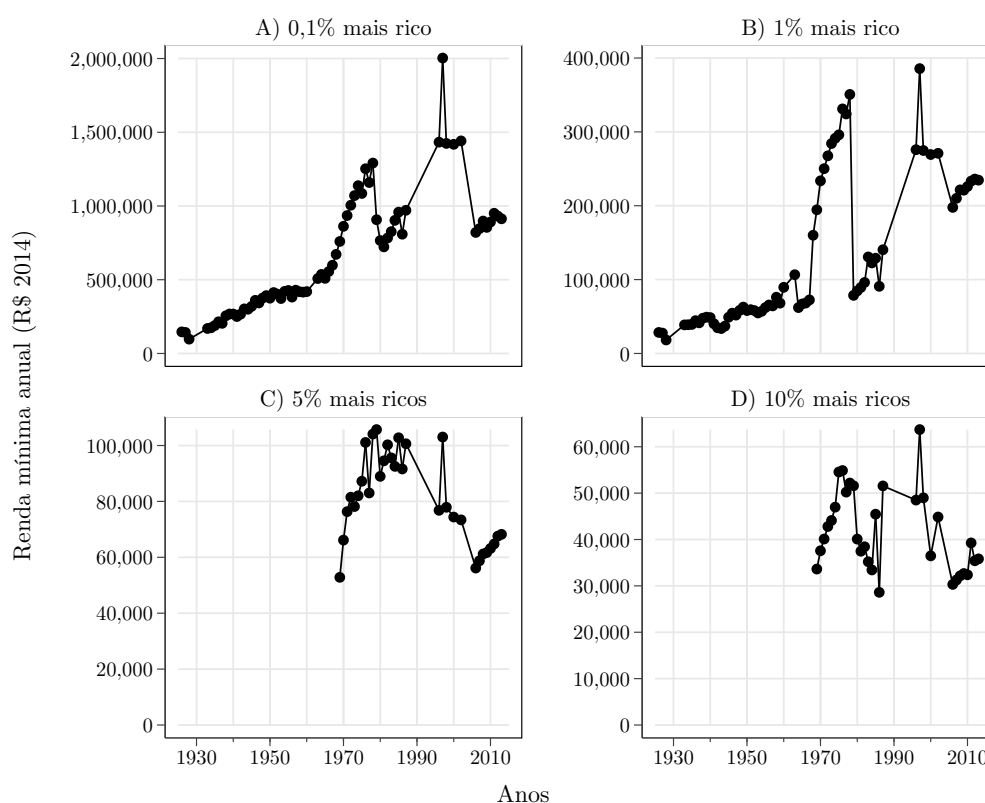 A) 0,1% mais rico
B) 1% mais rico
2,000,000
1,500,000
1,000,000
500,000
0
400,000
300,000
200,000
100,000
0
Renda mínima anual (R$ 2014)
C) 5% mais ricos
D) 10% mais ricos
100,000
80,000
60,000
40,000
20,000
0
60,000
50,000
40,000
30,000
20,000
10,000
0
1930 1950 1970 1990 2010
1930 1950 1970 1990 2010
Anos